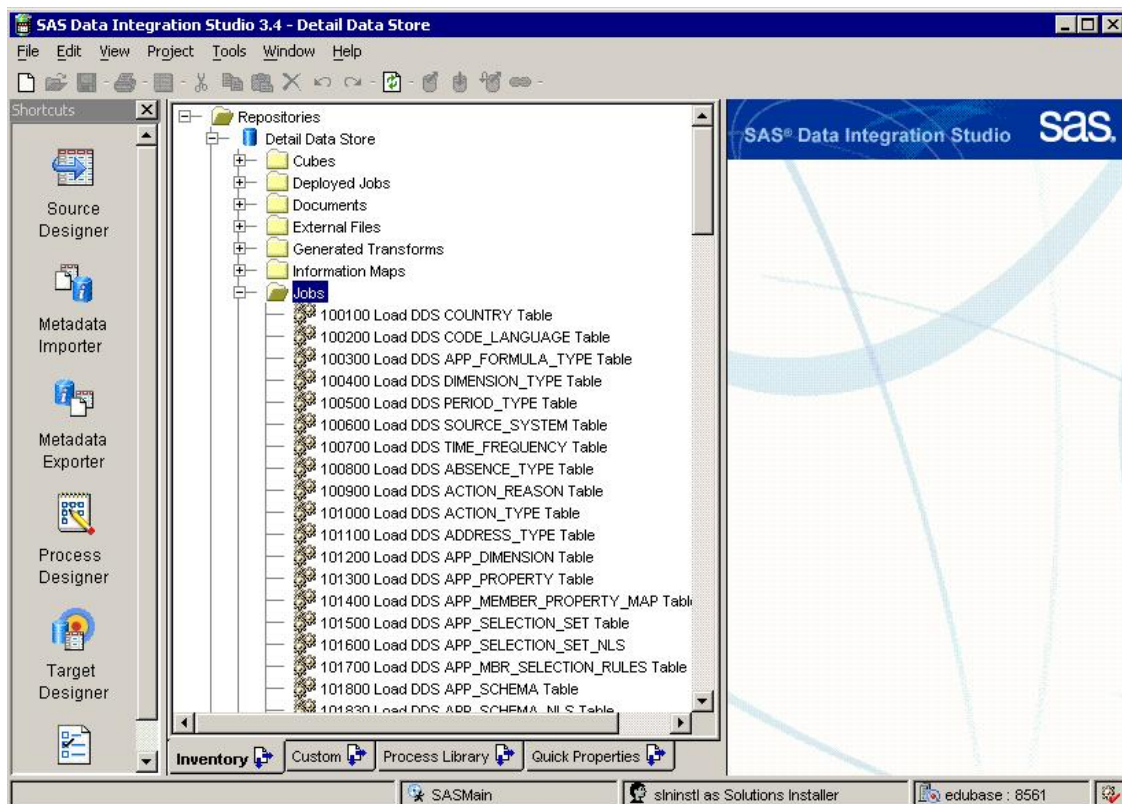 SAS Data Integration Studio 3.4 - Detail Data Store
File Edit View Project Tools Window Help
Shortcuts
Source
Designer
Metadata
Importer
Metadata
Exporter
Process
Designer
Target
Designer
Repositories
Detail Data Store
Cubes
Deployed Jobs
Documents
External Files
Generated Transforms
Information Maps
Jobs
100100 Load DDS COUNTRY Table
100200 Load DDS CODE_LANGUAGE Table
100300 Load DDS APP_FORMULA_TYPE Table
100400 Load DDS DIMENSION_TYPE Table
100500 Load DDS PERIOD_TYPE Table
100600 Load DDS SOURCE_SYSTEM Table
100700 Load DDS TIME_FREQUENCY Table
100800 Load DDS ABSENCE_TYPE Table
100900 Load DDS ACTION_REASON Table
101000 Load DDS ACTION_TYPE Table
101100 Load DDS ADDRESS_TYPE Table
101200 Load DDS APP_DIMENSION Table
101300 Load DDS APP_PROPERTY Table
101400 Load DDS APP_MEMBER_PROPERTY_MAP Tabl
101500 Load DDS APP_SELECTION_SET Table
101600 Load DDS APP_SELECTION_SET_NLS
101700 Load DDS APP_MBR_SELECTION_RULES Table
101800 Load DDS APP_SCHEMA Table
101830 Load DDS APP_SCHEMA_NLS Table
Inventory Custom Process Library Quick Properties
SAS® Data Integration Studio sas.
SASMain slninstl as Solutions Installer edubase : 8561